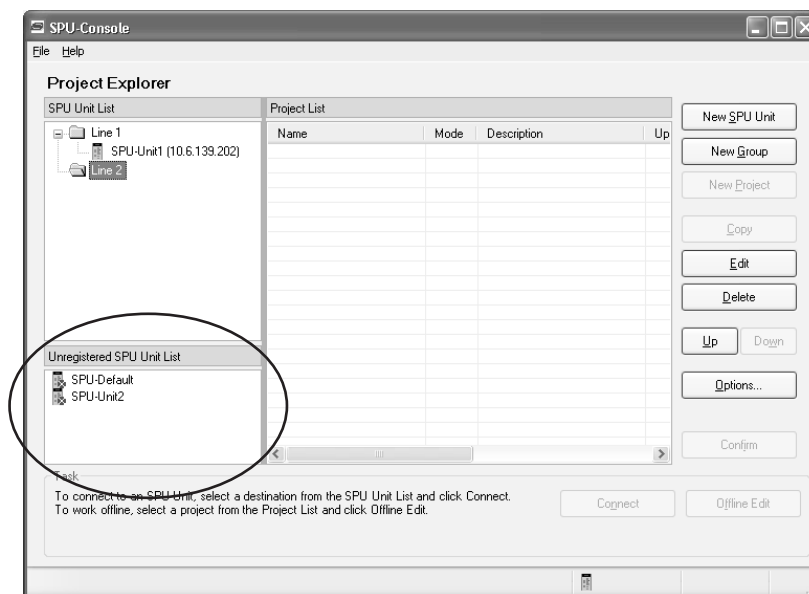 SPU-Console
File Help
Project Explorer
SPU Unit List
Project List
Line 1
SPU-Unit1 (10.6.139.202)
Line 2
Name Mode Description Up
New SPU Unit
New Group
New Project
Copy
Edit
Delete
Up Down
Options...
Confirm
Unregistered SPU Unit List
SPU-Default
SPU-Unit2
Task
To connect to an SPU Unit, select a destination from the SPU Unit List and click Connect.
To work offline, select a project from the Project List and click Offline Edit.
Connect
Offline Edit